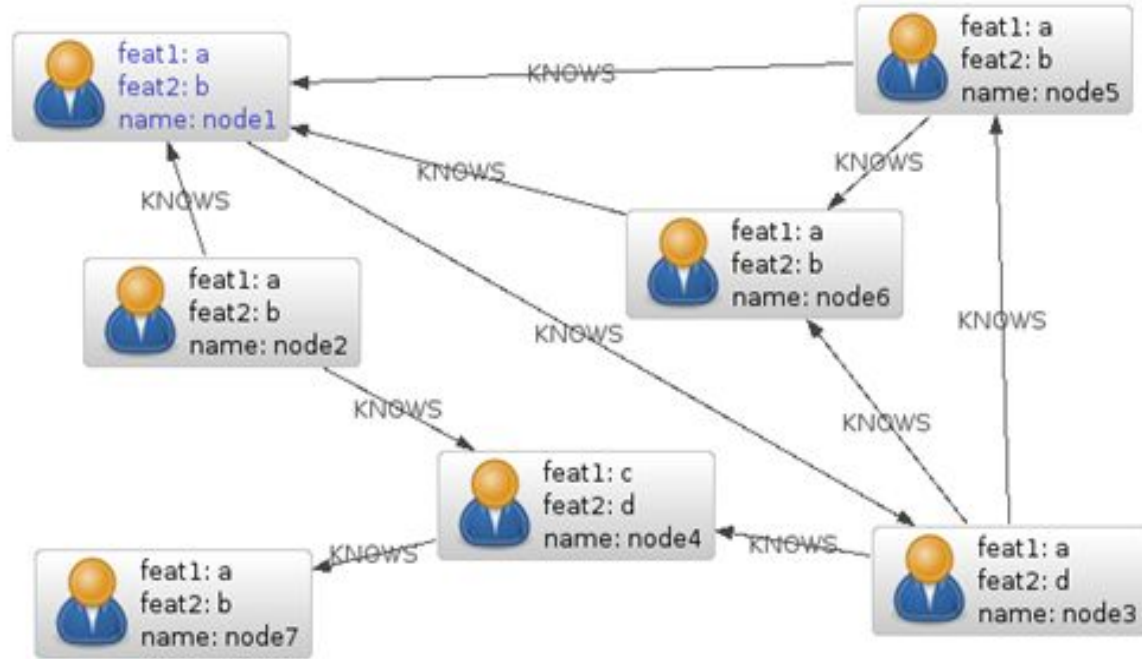 feat1: a
feat2: b
name: node1
KNOWS
feat1: a
feat2: b
name: node5
KNOWS
KNOWS
KNOWS
feat1: a
feat2: b
name: node6
feat1: a
feat2: b
name: node2
KNOWS
KNOWS
KNOWS
KNOWS
feat1: c
feat2: d
name: node4
KNOWS
KNOWS
feat1: a
feat2: d
name: node3
feat1: a
feat2: b
name: node7